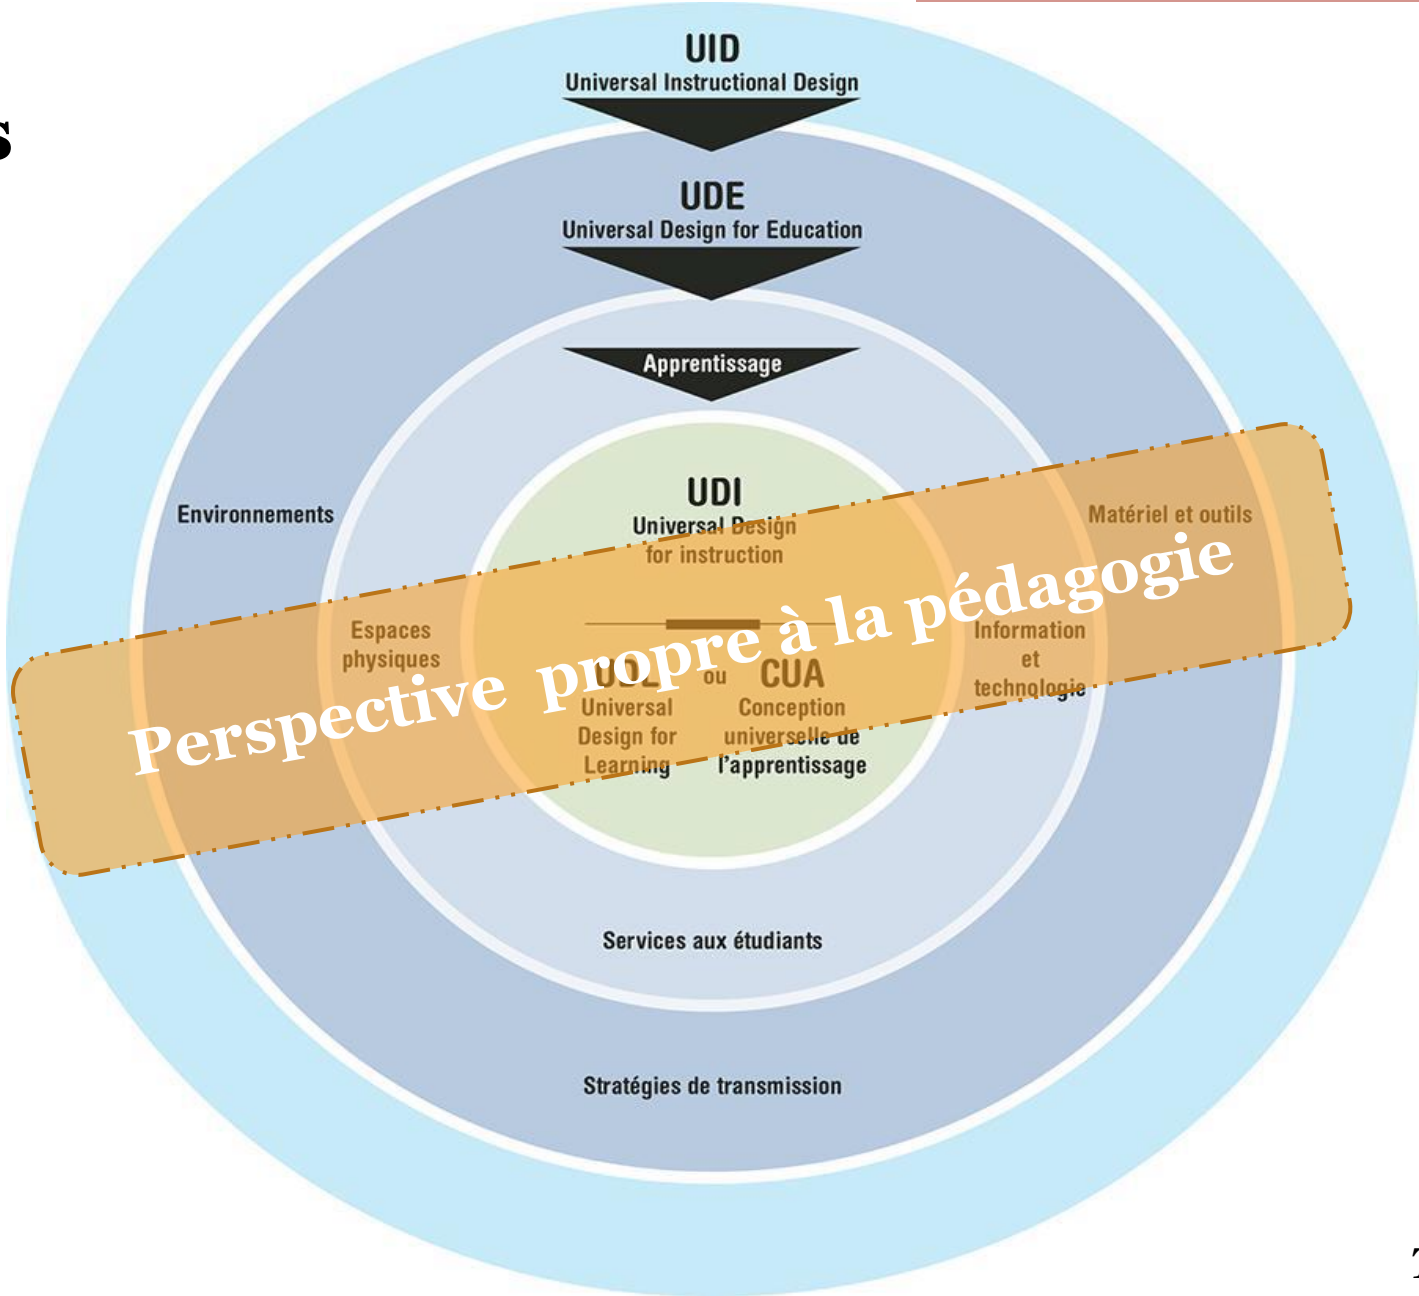 s
UID
Universal Instructional Design
UDE
Universal Design for Education
Apprentissage
UDI
Universal Design
for instruction
Environnements
Matériel et outils
Perspective propre à la pédagogie
Espaces
physiques
Information
et
technologie
UDL ou CUA
Universal
Design for
Learning
Conception
universelle de
l'apprentissage
Services aux étudiants
Stratégies de transmission
T